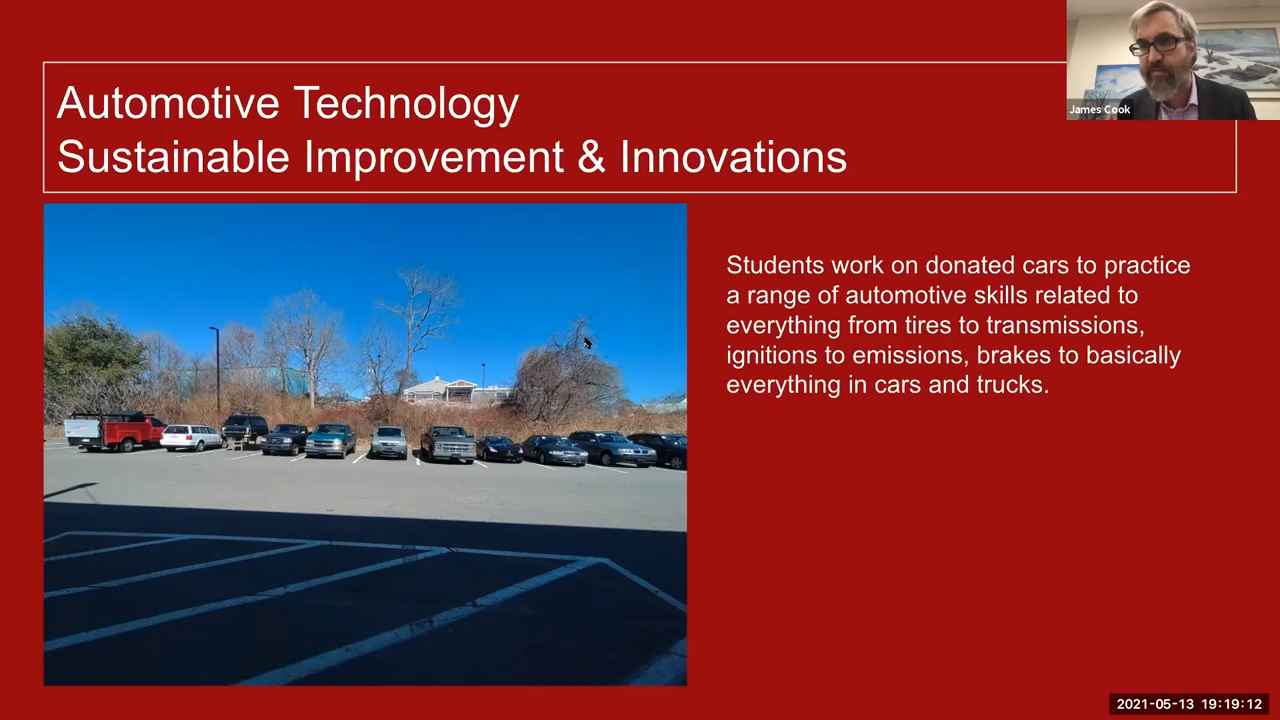 Automotive Technology
Sustainable Improvement & Innovations
James Cook
Students work on donated cars to practice
a range of automotive skills related to
everything from tires to transmissions,
ignitions to emissions, brakes to basically
everything in cars and trucks.
2021-05-13 19:19:12